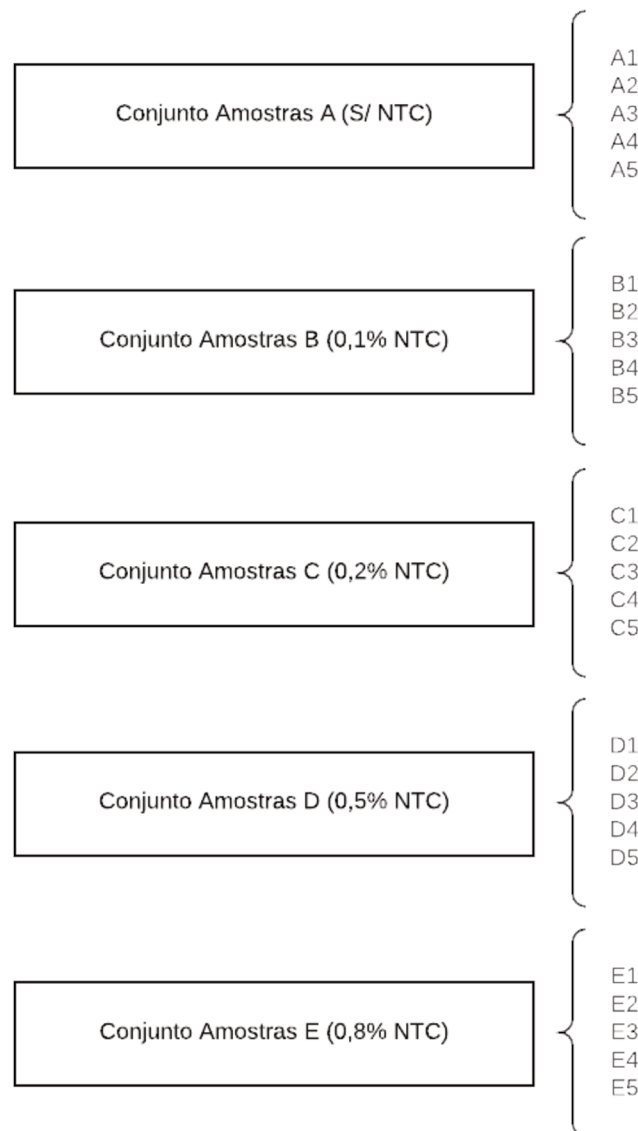 Conjunto Amostras A (S/ NTC)
A1
A2
A3
A4
A5
Conjunto Amostras B (0,1% NTC)
B1
B2
B3
B4
B5
Conjunto Amostras C (0,2% NTC)
C1
C2
C3
C4
C5
Conjunto Amostras D (0,5% NTC)
D1
D2
D3
D4
D5
Conjunto Amostras E (0,8% NTC)
E1
E2
E3
E4
E5